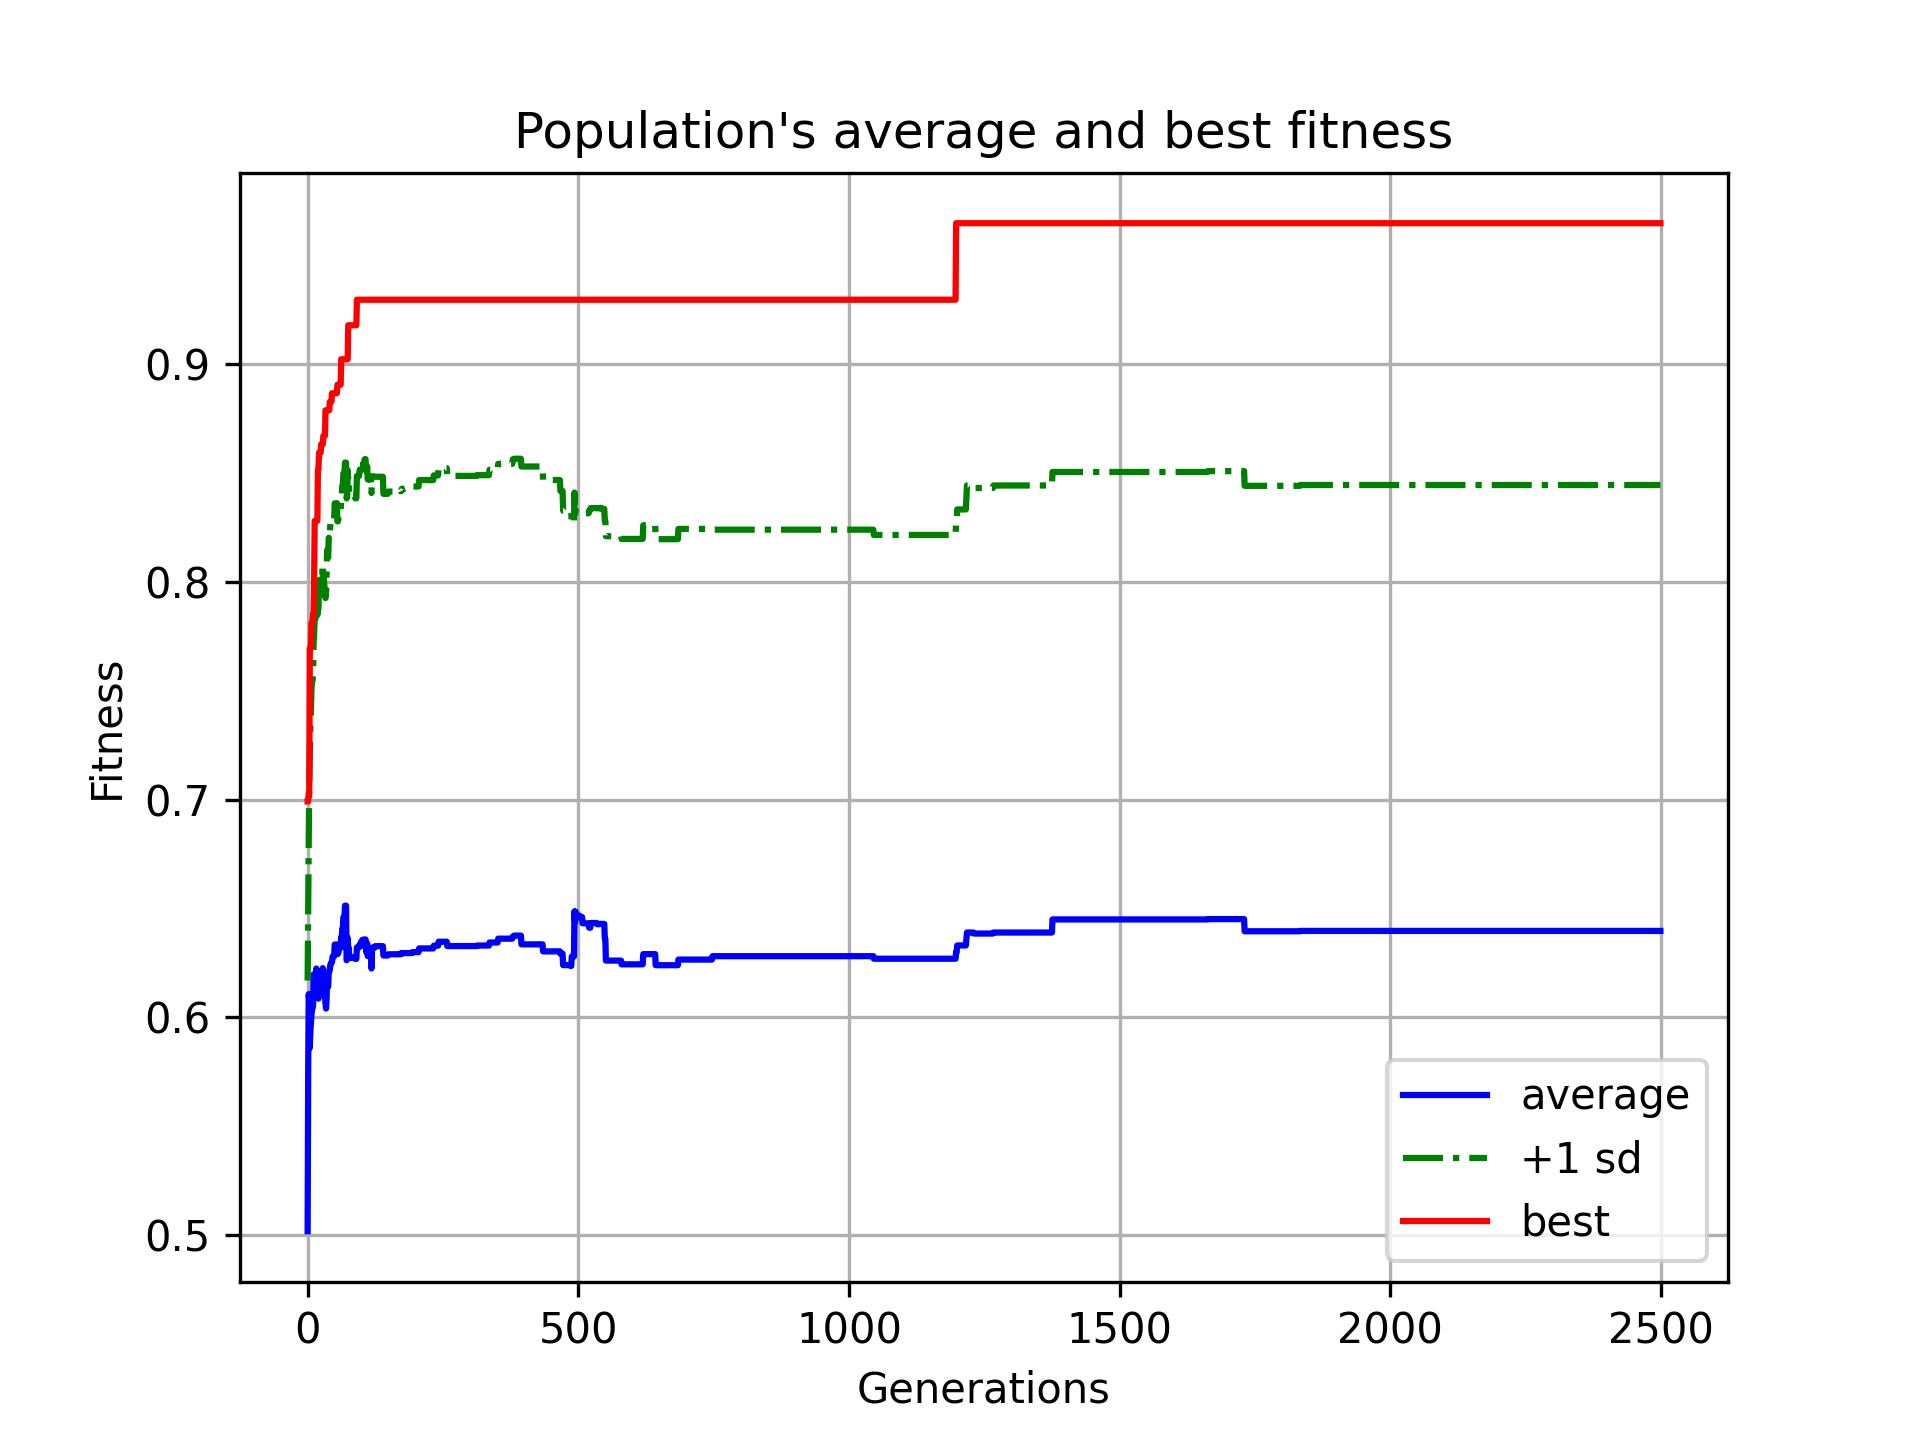 Population's average and best fitness
0.9
0.8
0.7
0.6
0.5
Fitness
average
+1 sd
best
0 500 1000 1500 2000 2500
Generations